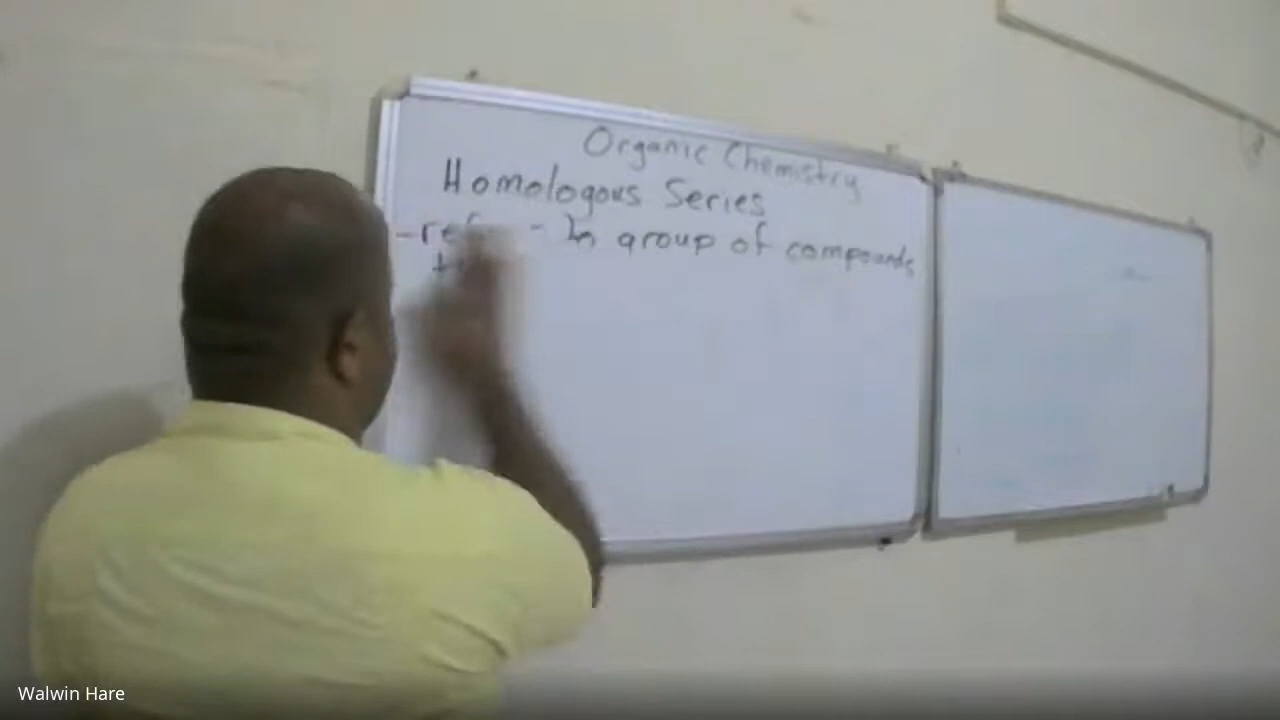 Organic Chemistry
Homologous Series
- group of compounds
Walwin Hare